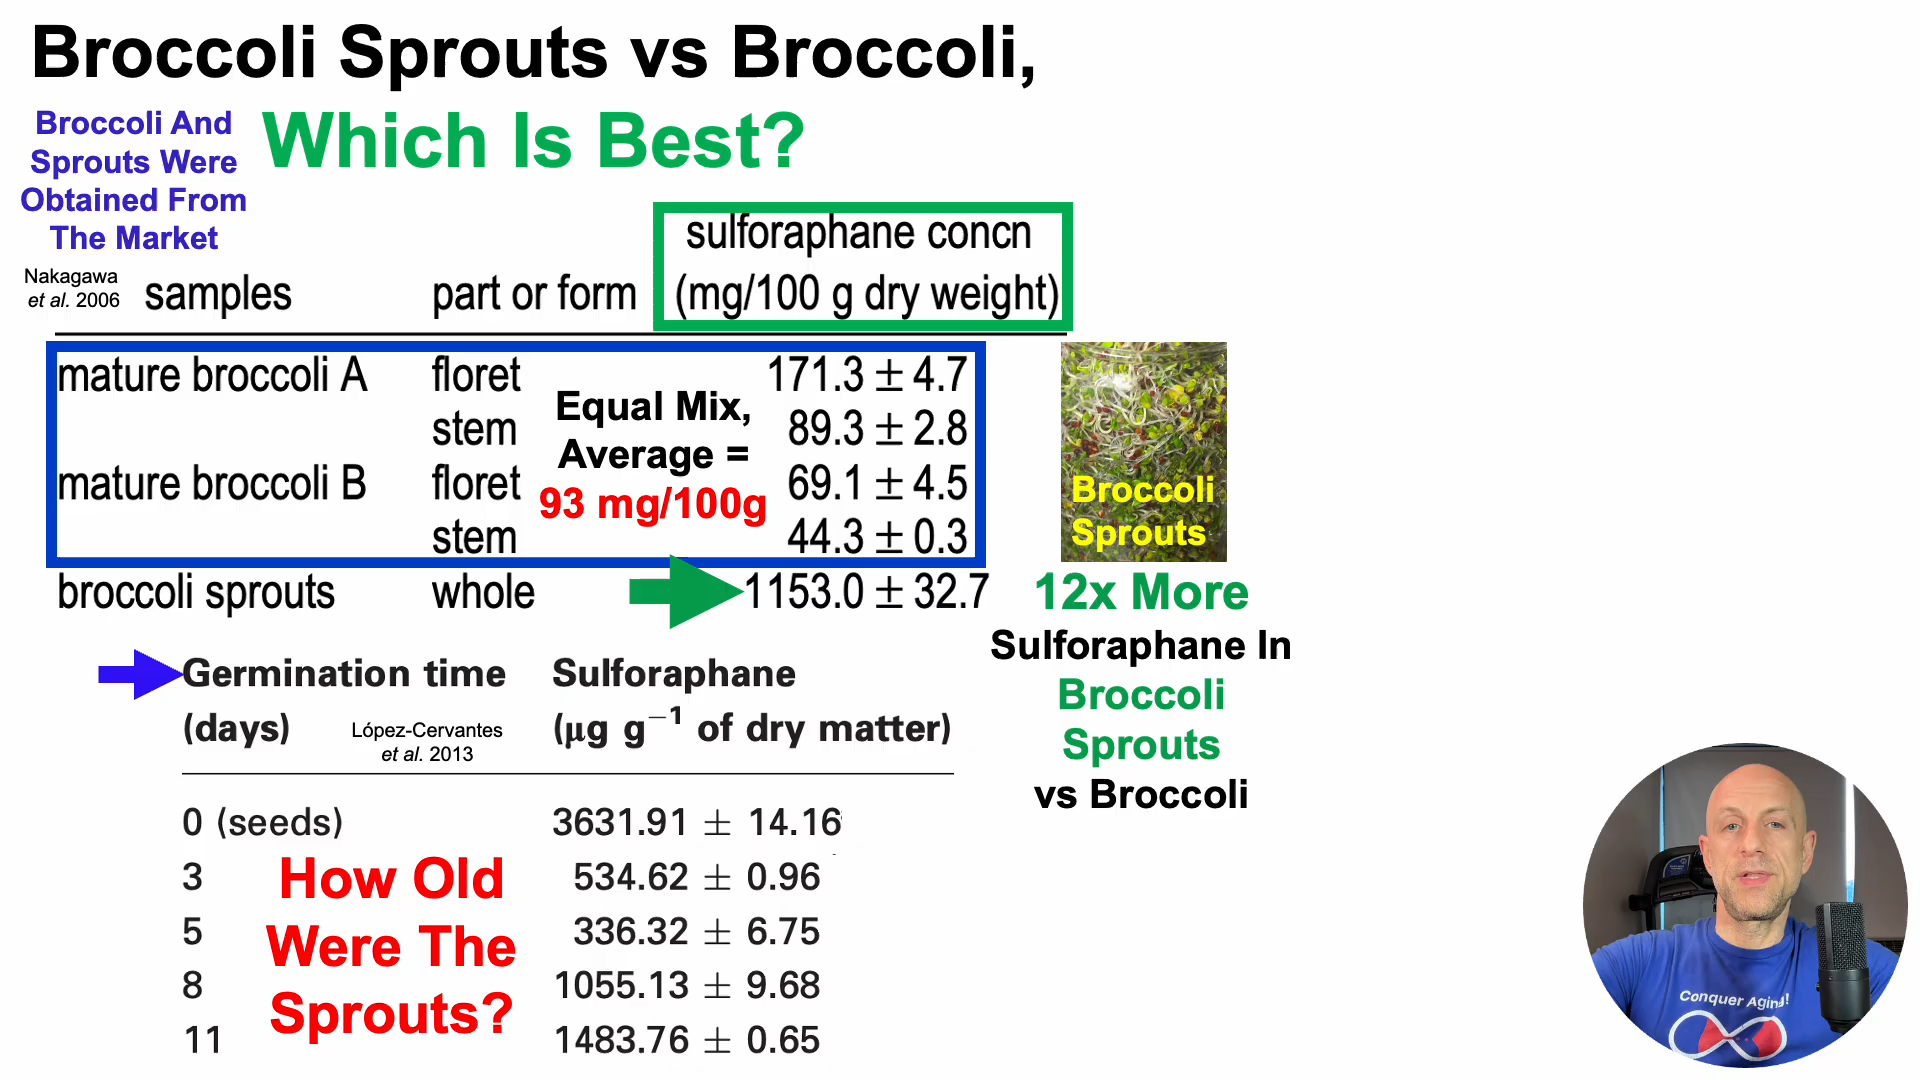 Broccoli Sprouts vs Broccoli,
Which Is Best?
Broccoli And
Sprouts Were
Obtained From
The Market
Nakagawa
et al. 2006
samples part or form sulforaphane concn
(mg/100 g dry weight)
mature broccoli A floret 171.3 ± 4.7
stem 89.3 ± 2.8
mature broccoli B floret 69.1 ± 4.5
stem 44.3 ± 0.3
Equal Mix,
Average =
93 mg/100g
broccoli sprouts whole 1153.0 ± 32.7
Broccoli
Sprouts
12x More
Sulforaphane In
Broccoli
Sprouts
vs Broccoli
Germination time Sulforaphane
(days) (µg g⁻¹ of dry matter)
López-Cervantes
et al. 2013
0 (seeds) 3631.91 ± 14.16
3 534.62 ± 0.96
5 336.32 ± 6.75
8 1055.13 ± 9.68
11 1483.76 ± 0.65
How Old
Were The
Sprouts?
Conquer Aging!